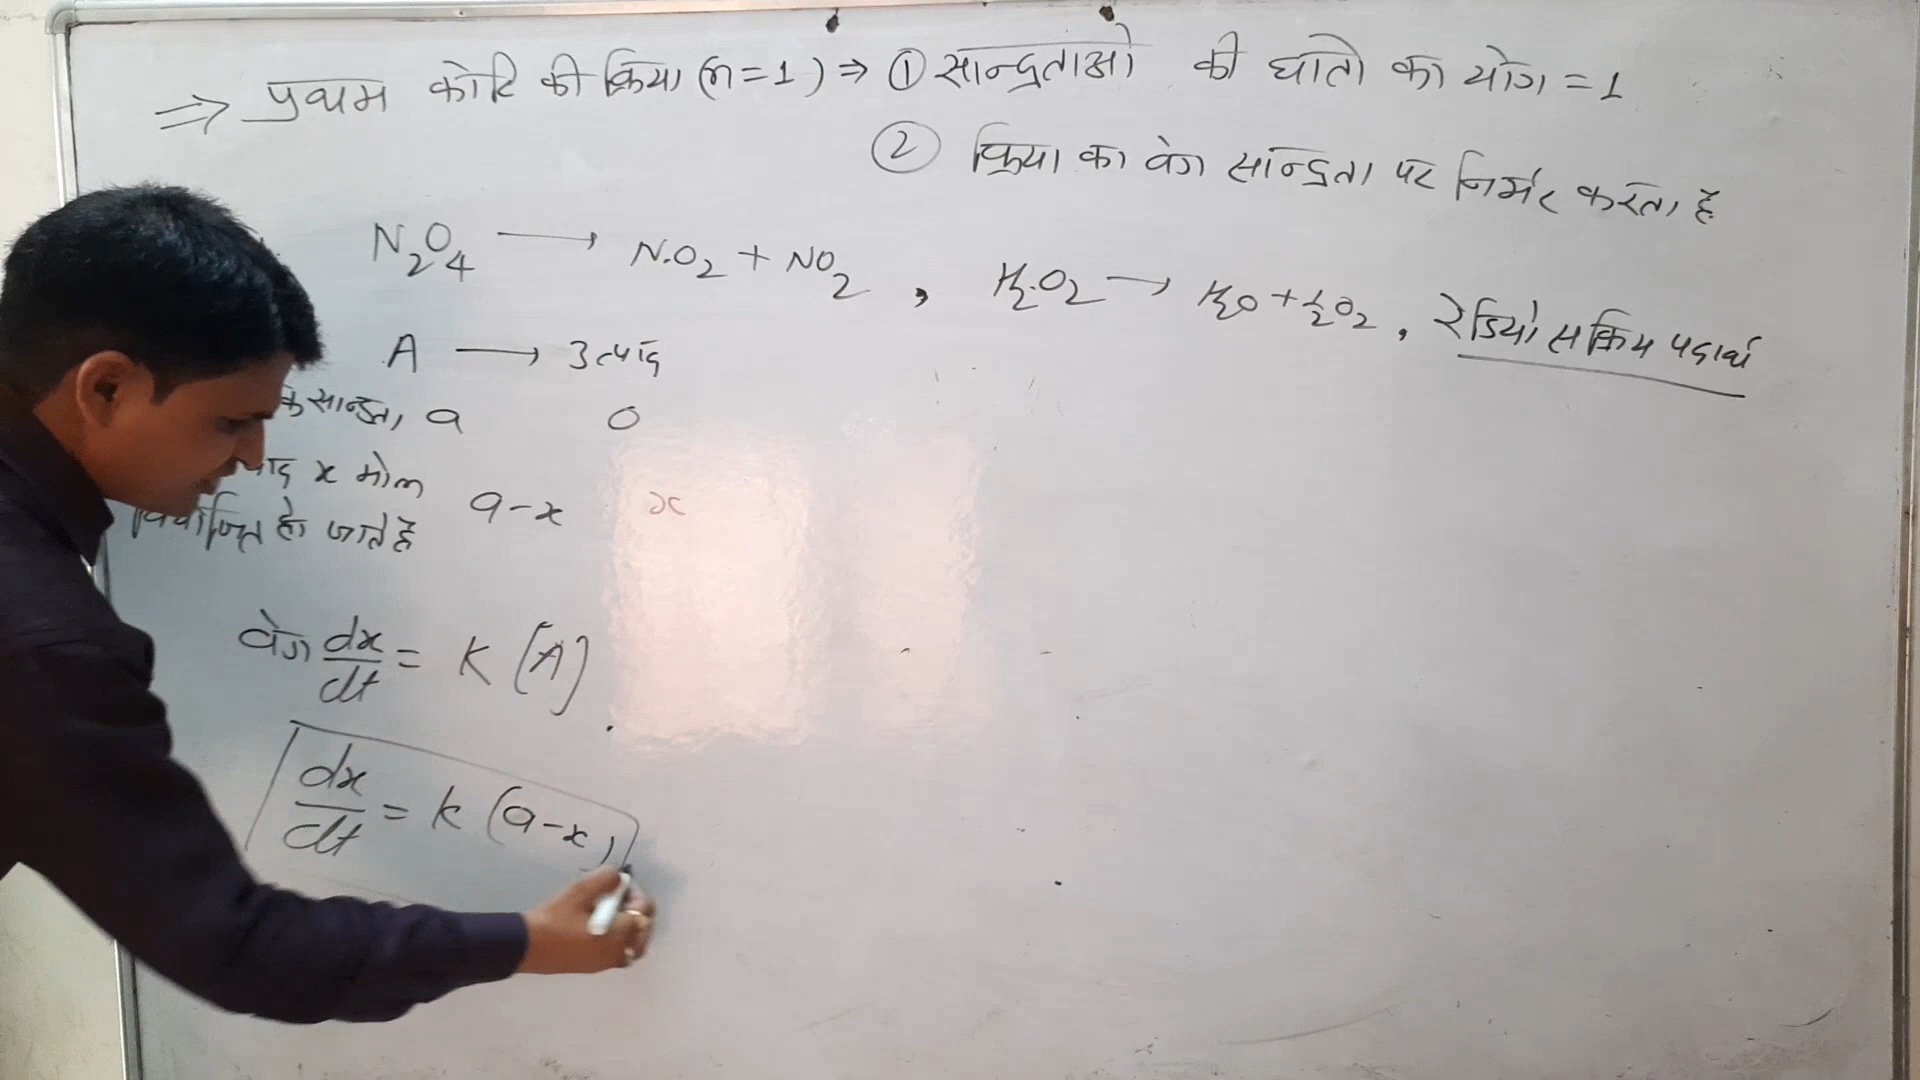 ⇒ प्रथम कोटि की क्रिया (n=1) ⇒ ① सान्द्रताओ की घातो का योग = 1
② क्रिया का वेग सान्द्रता पर निर्भर करता है
N₂O₄ ⟶ NO₂ + NO₂ , H₂O₂ ⟶ H₂O + ½O₂ , रेडियो सक्रिय पदार्थ
A ⟶ उत्पाद
सान्द्रता, a 0
x मोल a-x x
हो जाते है
वेग dx/dt = K [A]
dx/dt = k (a-x)